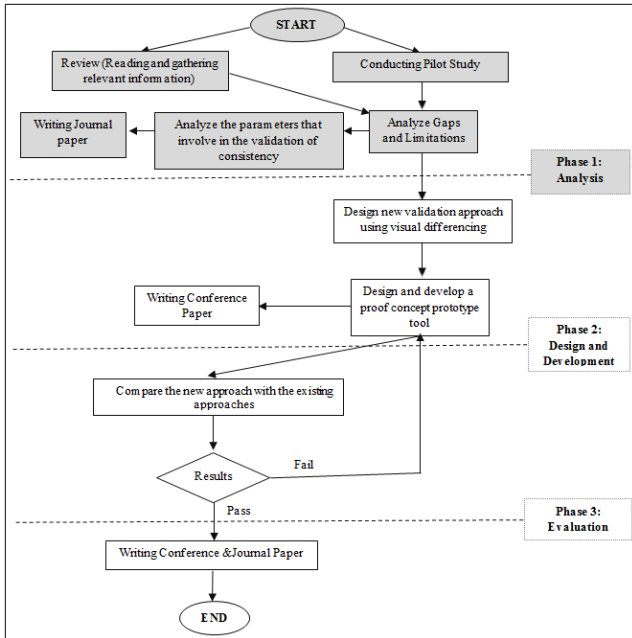 START
Review (Reading and gathering
relevant information)
Conducting Pilot Study
Writing Journal
paper
Analyze the parameters that
involve in the validation of
consistency
Analyze Gaps
and Limitations
Phase 1:
Analysis
Design new validation approach
using visual differencing
Writing Conference
Paper
Design and develop a
proof concept prototype
tool
Phase 2:
Design and
Development
Compare the new approach with the existing
approaches
Results
Fail
Pass
Phase 3:
Evaluation
Writing Conference &Journal Paper
END